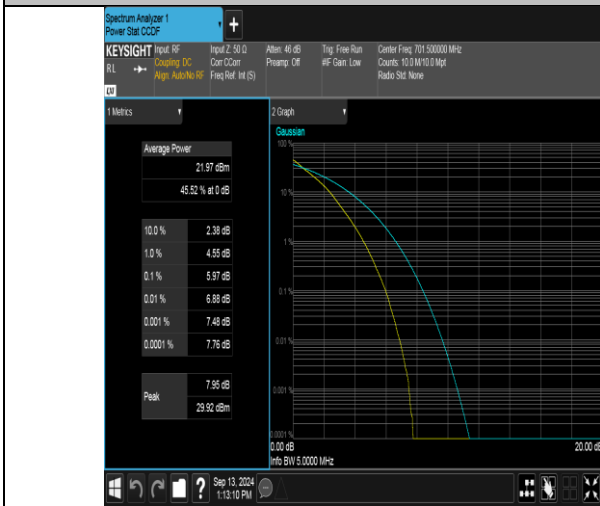 Spectrum Analyzer 1
Power Stat CCDF
KEYSIGHT
RL
Input: RF
Coupling: DC
Align: Auto/No RF
Input Z: 50 Ω
Corr CCorr
Freq Ref: Int (S)
Atten: 46 dB
Preamp: Off
Trig: Free Run
#IF Gain: Low
Center Freq: 701.500000 MHz
Counts: 10.0 M/10.0 Mpt
Radio Std: None
1 Metrics
Average Power
21.97 dBm
45.52 % at 0 dB
10.0 % 2.38 dB
1.0 % 4.55 dB
0.1 % 5.97 dB
0.01 % 6.88 dB
0.001 % 7.48 dB
0.0001 % 7.76 dB
Peak
7.95 dB
29.92 dBm
2 Graph
Gaussian
100 %
10 %
1 %
0.1 %
0.01 %
0.001 %
0.0001 %
0.00 dB
20.00 dB
Info BW 5.0000 MHz
?
Sep 13, 2024
1:13:10 PM